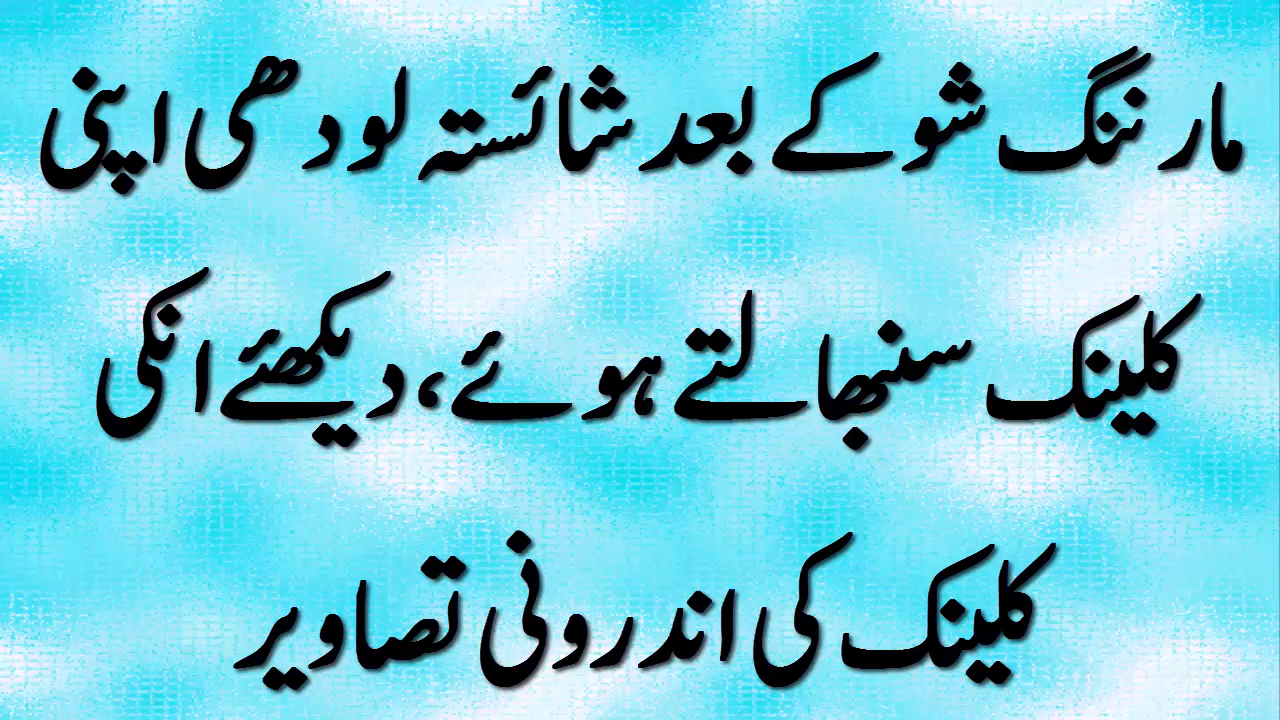 مارننگ شو کے بعد شائستہ لودھی اپنی
کلینک سنبھالتے ہوئے، دیکھئے انکی
کلینک کی اندرونی تصاویر